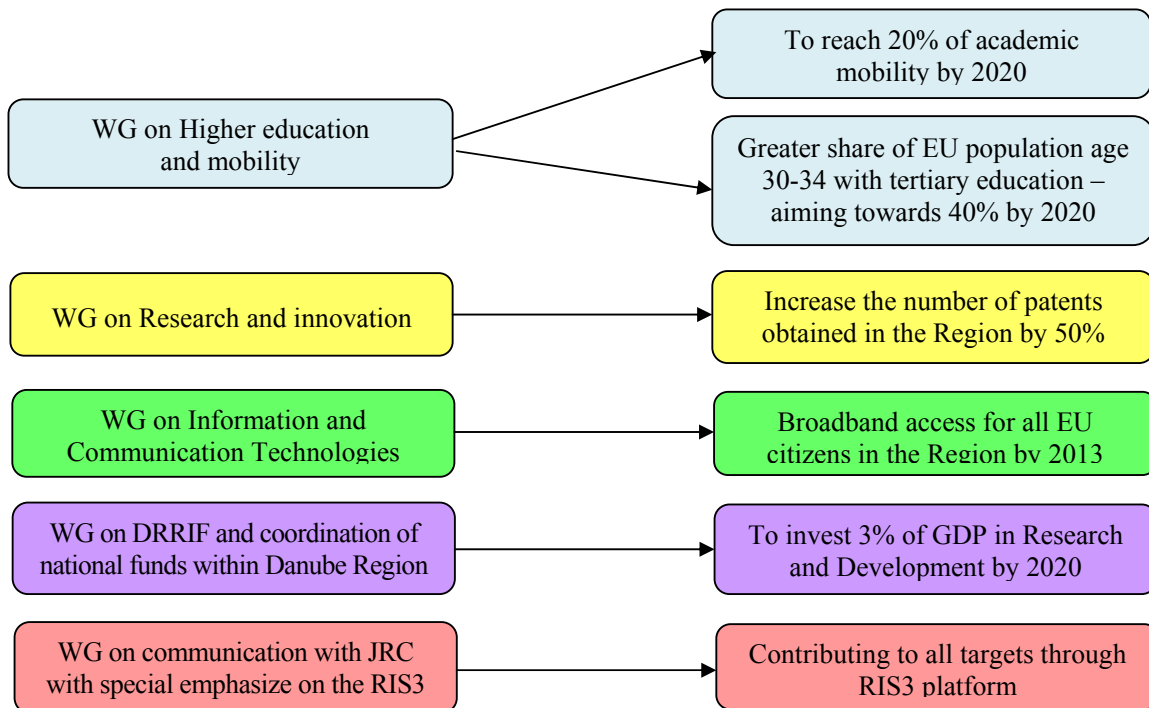 To reach 20% of academic
mobility by 2020
WG on Higher education
and mobility
Greater share of EU population age
30-34 with tertiary education –
aiming towards 40% by 2020
WG on Research and innovation
Increase the number of patents
obtained in the Region by 50%
WG on Information and
Communication Technologies
Broadband access for all EU
citizens in the Region by 2013
WG on DRRIF and coordination of
national funds within Danube Region
To invest 3% of GDP in Research
and Development by 2020
WG on communication with JRC
with special emphasize on the RIS3
Contributing to all targets through
RIS3 platform